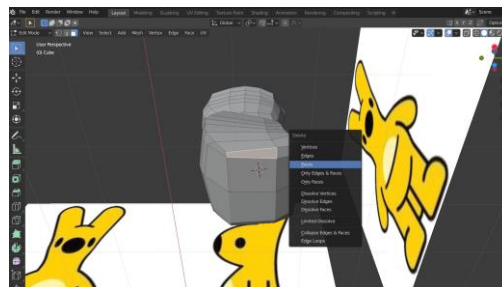 File Edit Render Window Help Layout Modeling Sculpting UV Editing Texture Paint Shading Animation Rendering Compositing Scripting + Scene
Global
Edit Mode View Select Add Mesh Vertex Edge Face UV
User Perspective
(0) Cube
Delete
Vertices
Edges
Faces
Only Edges & Faces
Only Faces
Dissolve Vertices
Dissolve Edges
Dissolve Faces
Limited Dissolve
Collapse Edges & Faces
Edge Loops